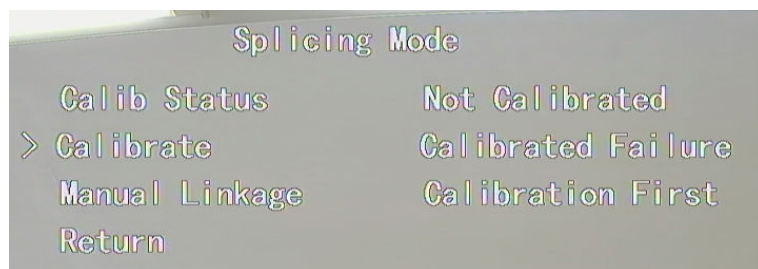 Splicing Mode
Calib Status Not Calibrated
> Calibrate Calibrated Failure
Manual Linkage Calibration First
Return